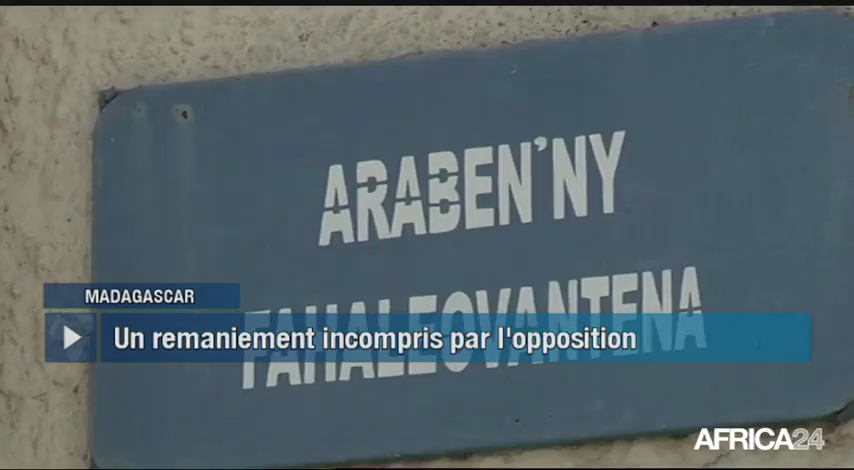 ARABEN'NY
MADAGASCAR
FAHALEOVANTENA
Un remaniement incompris par l'opposition
AFRICA24